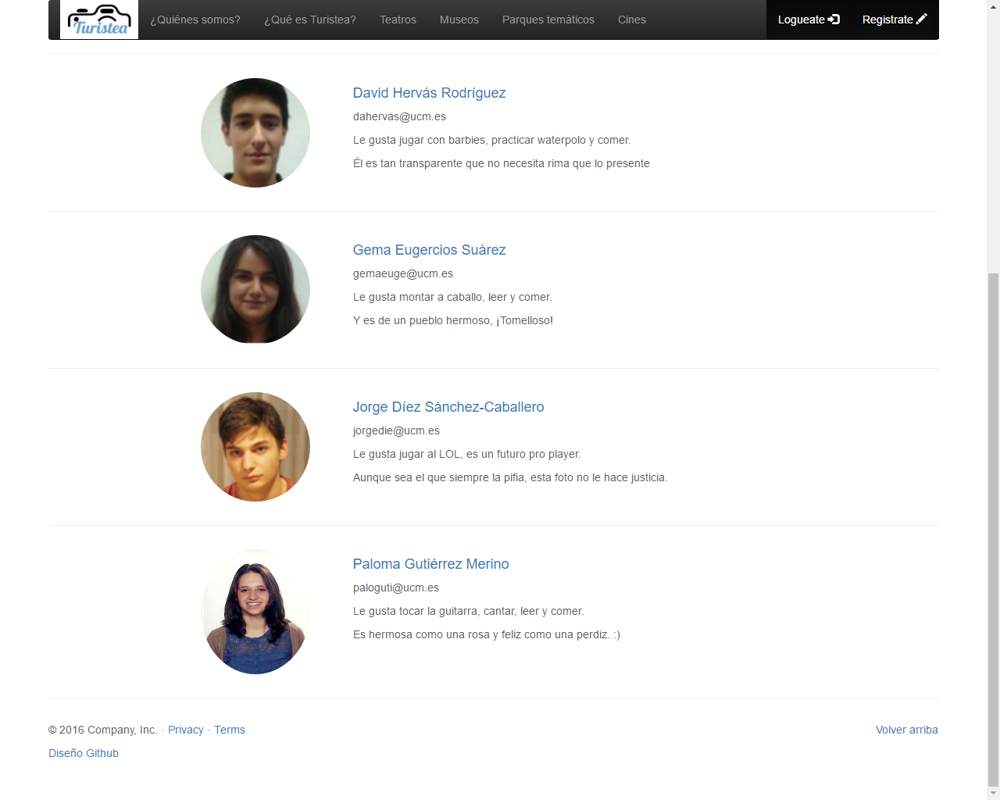 Turistea
¿Quiénes somos? ¿Qué es Turistea? Teatros Museos Parques temáticos Cines Logueate Registrate
David Hervás Rodríguez
dahervas@ucm.es
Le gusta jugar con barbies, practicar waterpolo y comer.
Él es tan transparente que no necesita rima que lo presente
Gema Eugercios Suárez
gemaeuge@ucm.es
Le gusta montar a caballo, leer y comer.
Y es de un pueblo hermoso, ¡Tomelloso!
Jorge Díez Sánchez-Caballero
jorgedie@ucm.es
Le gusta jugar al LOL, es un futuro pro player.
Aunque sea el que siempre la pifia, esta foto no le hace justicia.
Paloma Gutiérrez Merino
paloguti@ucm.es
Le gusta tocar la guitarra, cantar, leer y comer.
Es hermosa como una rosa y feliz como una perdiz. :)
© 2016 Company, Inc. · Privacy · Terms Volver arriba
Diseño Github